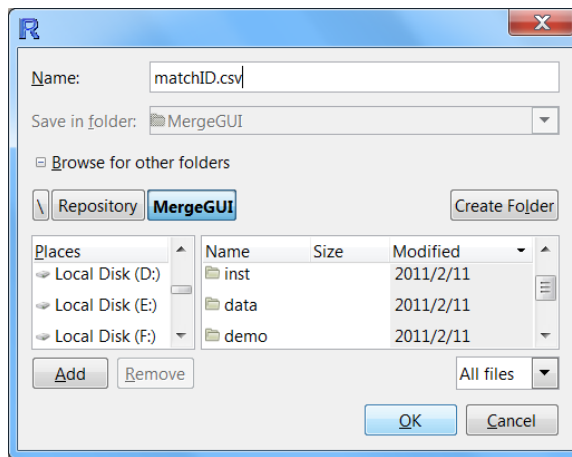 R
Name: matchID.csv
Save in folder: MergeGUI
Browse for other folders
\ Repository MergeGUI Create Folder
Places Name Size Modified
Local Disk (D:) inst 2011/2/11
Local Disk (E:) data 2011/2/11
Local Disk (F:) demo 2011/2/11
Add Remove All files
OK Cancel